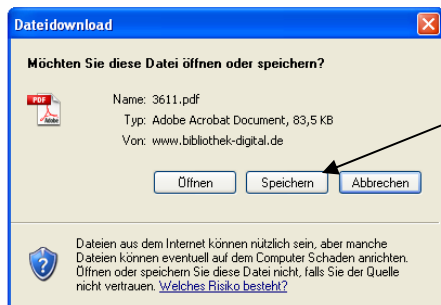 Dateidownload
Möchten Sie diese Datei öffnen oder speichern?
PDF
Adobe
Name: 3611.pdf
Typ: Adobe Acrobat Document, 83,5 KB
Von: www.bibliothek-digital.de
Öffnen Speichern Abbrechen
Dateien aus dem Internet können nützlich sein, aber manche
Dateien können eventuell auf dem Computer Schaden anrichten.
Öffnen oder speichern Sie diese Datei nicht, falls Sie der Quelle
nicht vertrauen. Welches Risiko besteht?